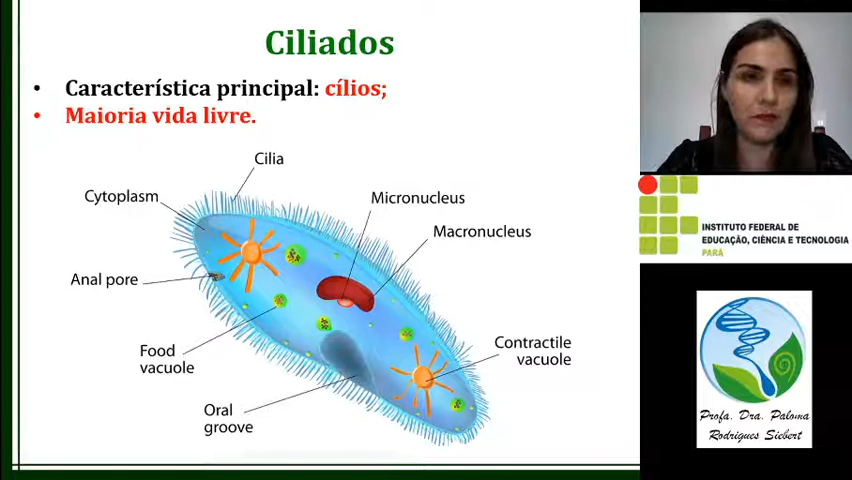 Ciliados
• Característica principal: cílios;
• Maioria vida livre.
Cilia
Cytoplasm
Micronucleus
Macronucleus
Anal pore
Contractile
vacuole
Food
vacuole
Oral
groove
INSTITUTO FEDERAL DE
EDUCAÇÃO, CIÊNCIA E TECNOLOGIA
PARÁ
Profa. Dra. Paloma
Rodrigues Siebert